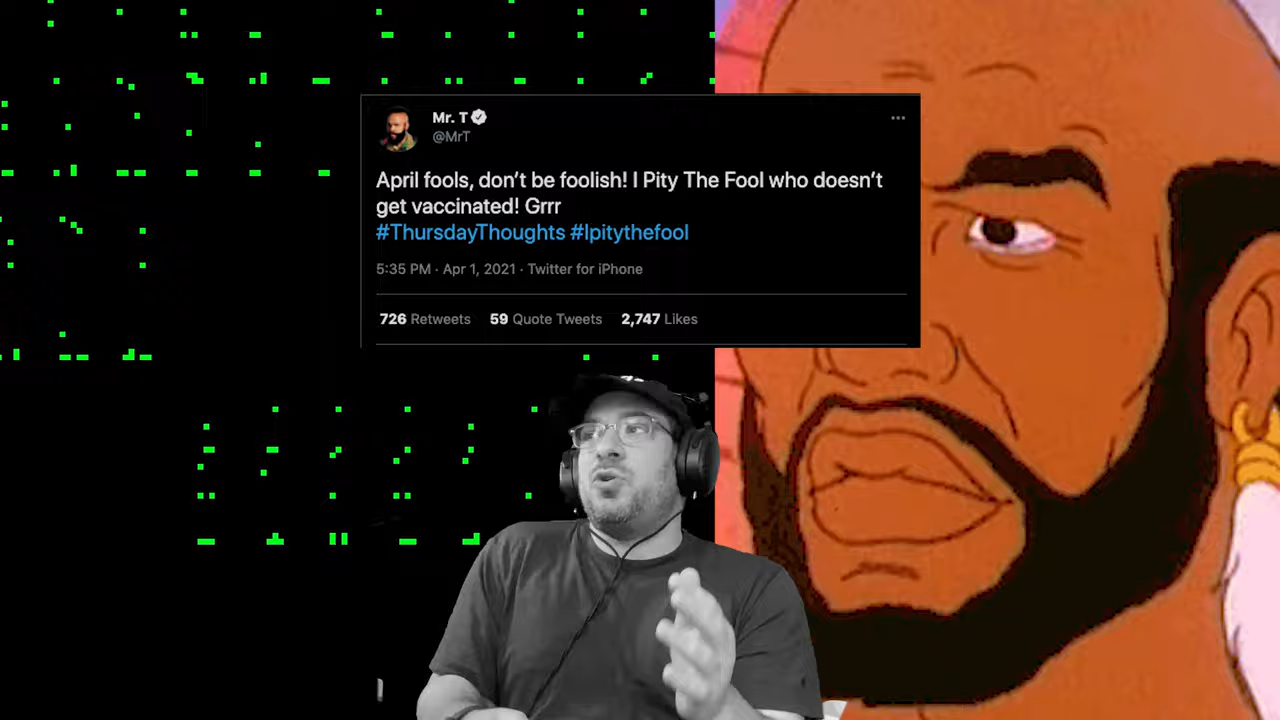 Mr. T
@MrT
April fools, don’t be foolish! I Pity The Fool who doesn’t
get vaccinated! Grrr
#ThursdayThoughts #Ipitythefool
5:35 PM · Apr 1, 2021 · Twitter for iPhone
726 Retweets 59 Quote Tweets 2,747 Likes